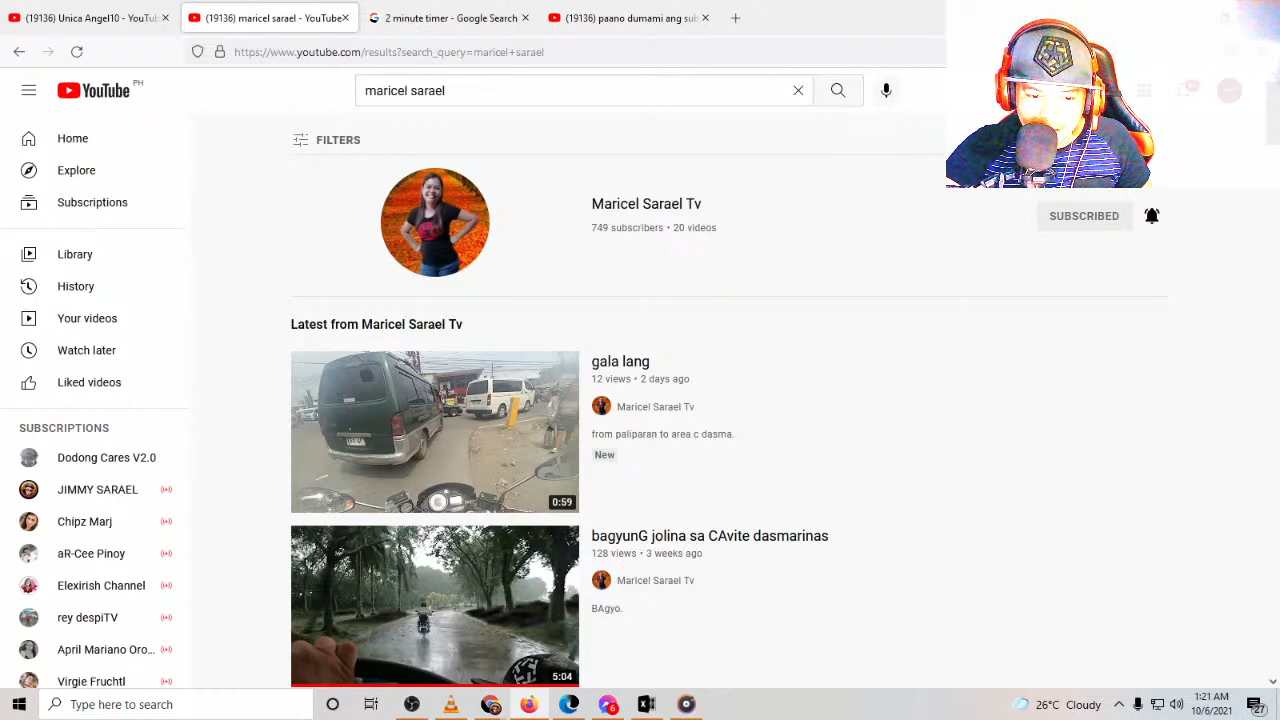 (19136) Unica Angel10 - YouTu
(19136) maricel sarael - YouTube
2 minute timer - Google Search
(19136) paano dumami ang sub
https://www.youtube.com/results?search_query=maricel+sarael
YouTube PH
maricel sarael
Home
Explore
Subscriptions
Library
History
Your videos
Watch later
Liked videos
SUBSCRIPTIONS
Dodong Cares V2.0
JIMMY SARAEL
Chipz Marj
aR-Cee Pinoy
Elexirish Channel
rey despiTV
April Mariano Oro...
Virgie Fruchtl
FILTERS
Maricel Sarael Tv
749 subscribers • 20 videos
SUBSCRIBED
Latest from Maricel Sarael Tv
gala lang
12 views • 2 days ago
Maricel Sarael Tv
from paliparan to area c dasma.
New
0:59
bagyunG jolina sa CAvite dasmarinas
128 views • 3 weeks ago
Maricel Sarael Tv
BAgyo.
5:04
Type here to search
6
26°C Cloudy
1:21 AM
10/6/2021
27